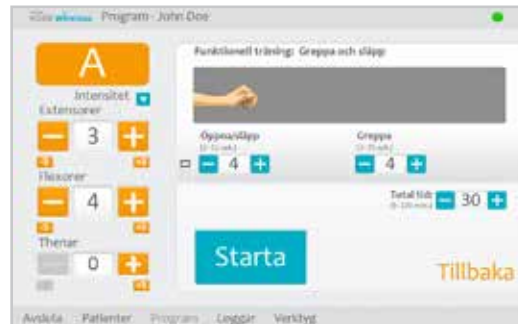 Program - John Doe
A
Intensitet
Extensorer
3
Flexorer
4
Thenar
0
Funktionell träning: Greppa och släpp
Öppna/släpp
4
Greppa
4
Total tid:
30
Starta
Tillbaka
Avsluta Patienter Program Loggar Verktyg